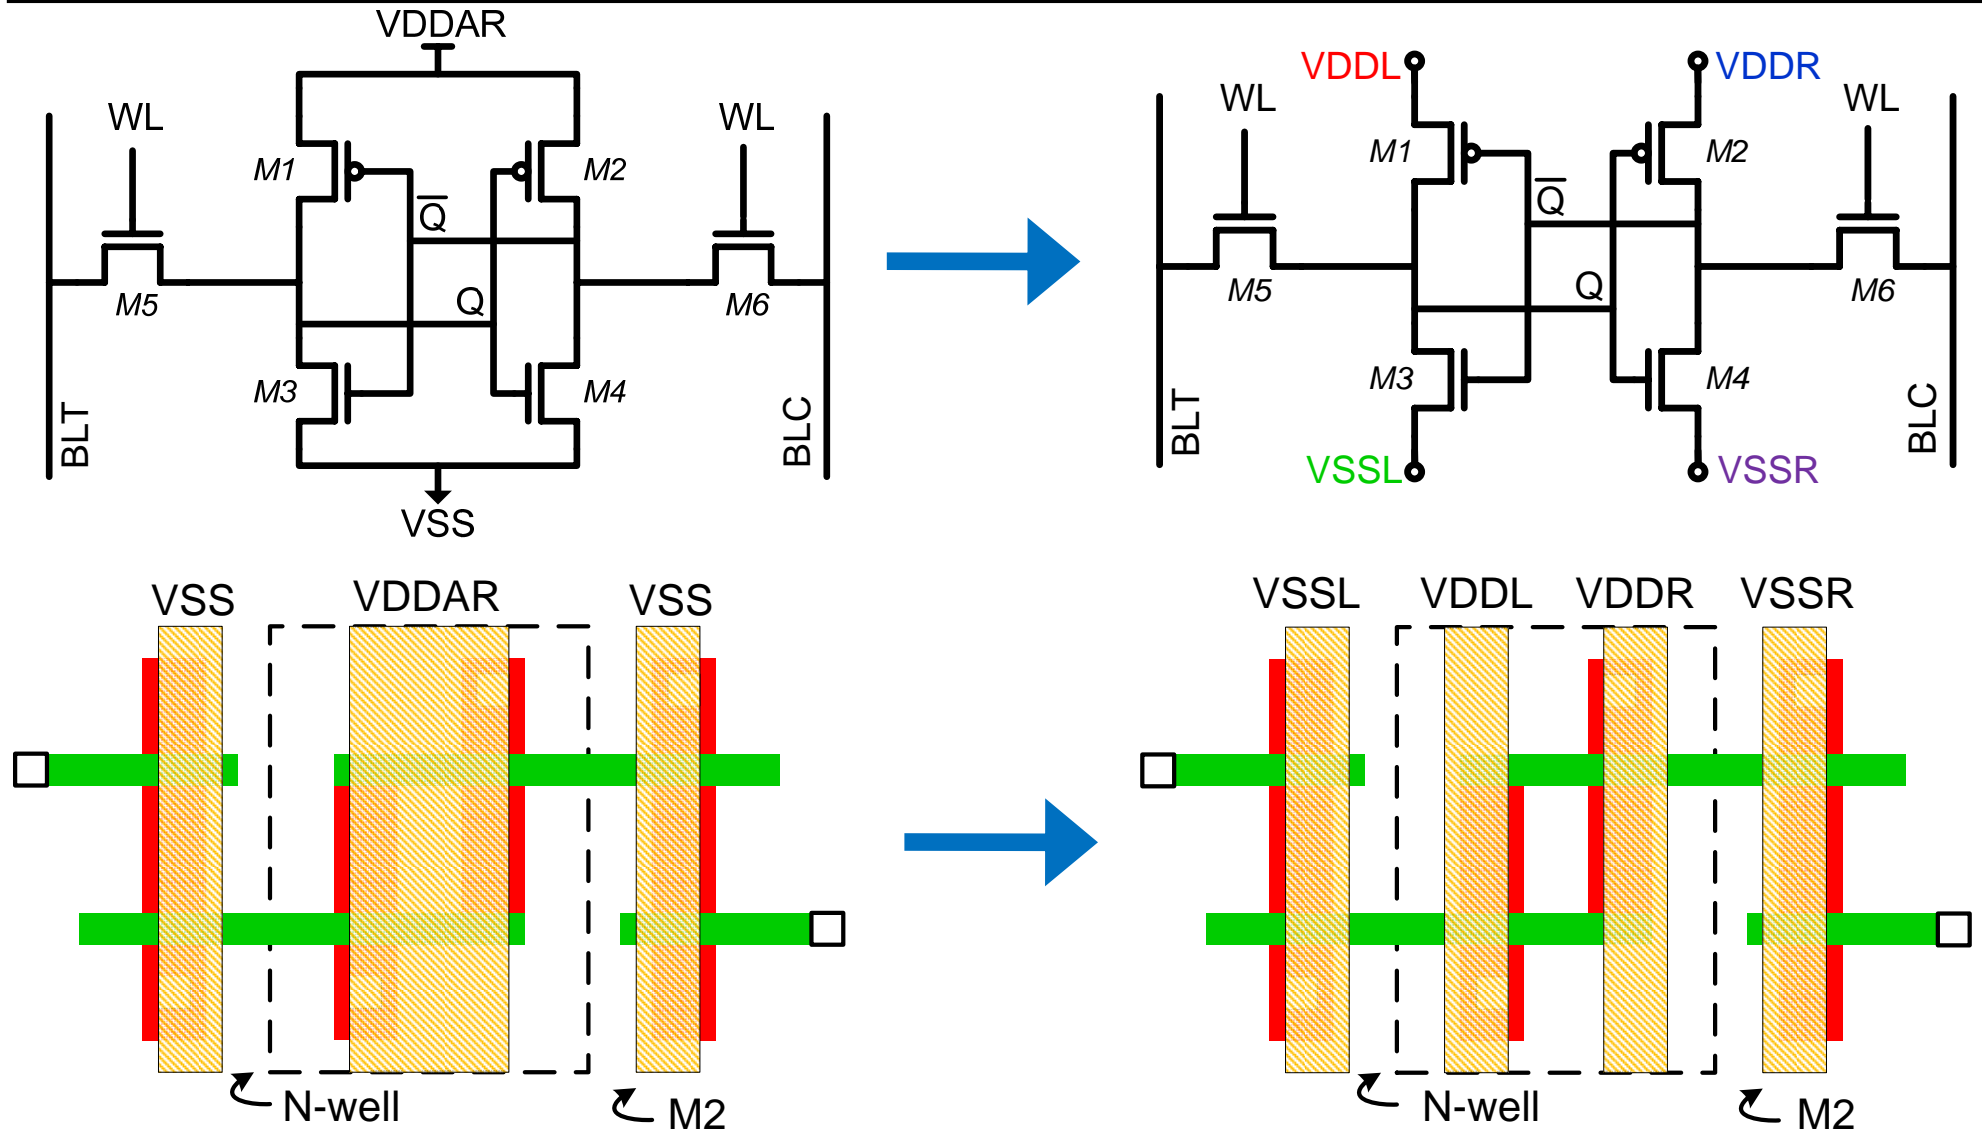 VDDAR
WL
WL
M1
M2
Q̅
Q
M5
M6
M3
M4
BLT
BLC
VSS
VDDL
VDDR
WL
WL
M1
M2
Q̅
Q
M5
M6
M3
M4
BLT
BLC
VSSL
VSSR
VSS
VDDAR
VSS
N-well
M2
VSSL
VDDL
VDDR
VSSR
N-well
M2